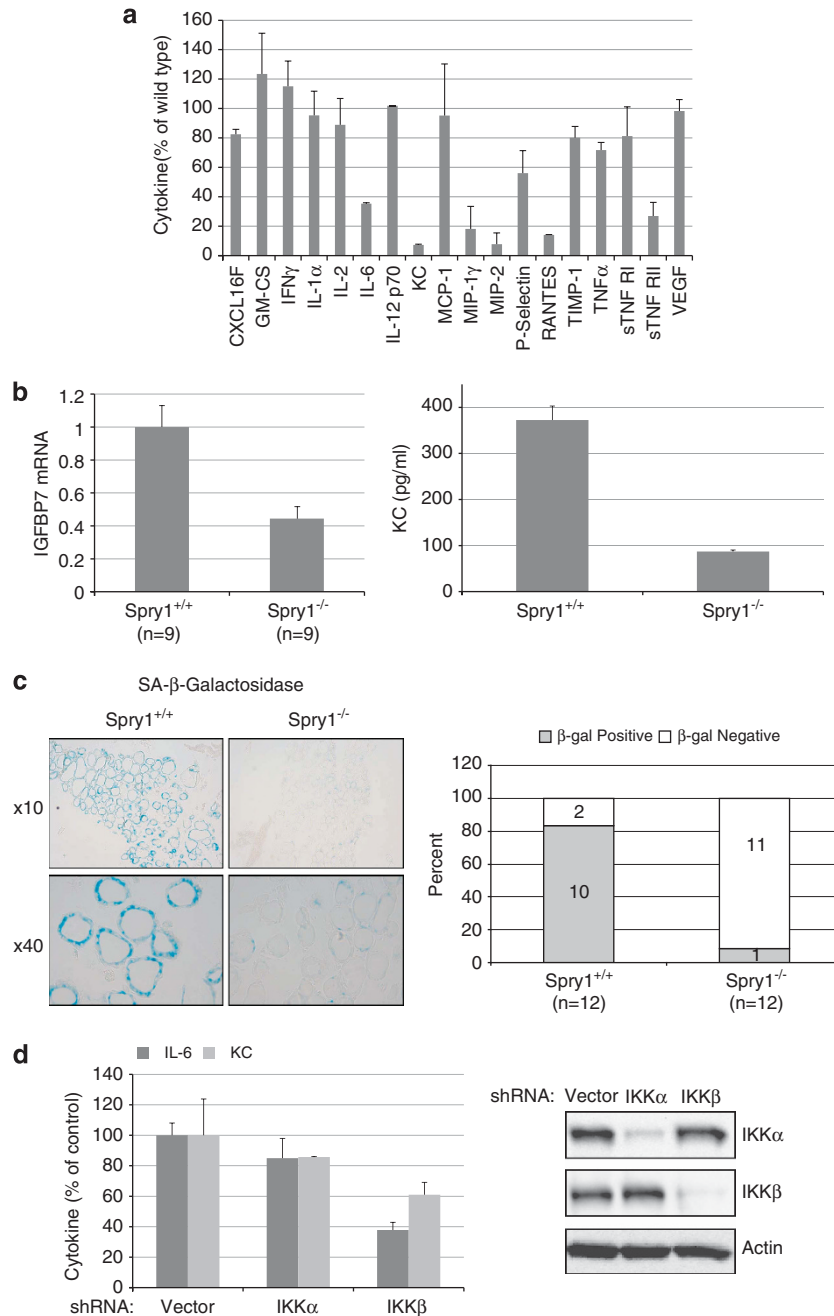 a
Cytokine(% of wild type)
160
140
120
100
80
60
40
20
0
CXCL16F
GM-CS
IFNγ
IL-1α
IL-2
IL-6
IL-12 p70
KC
MCP-1
MIP-1γ
MIP-2
P-Selectin
RANTES
TIMP-1
TNFα
sTNF RI
sTNF RII
VEGF
b
IGFBP7 mRNA
1.2
1
0.8
0.6
0.4
0.2
0
Spry1+/+
(n=9)
Spry1-/-
(n=9)
KC (pg/ml)
400
300
200
100
0
Spry1+/+
Spry1-/-
c
SA-β-Galactosidase
Spry1+/+
Spry1-/-
x10
x40
β-gal Positive
β-gal Negative
Percent
120
100
80
60
40
20
0
2
10
11
1
Spry1+/+
(n=12)
Spry1-/-
(n=12)
d
IL-6
KC
Cytokine (% of control)
140
120
100
80
60
40
20
0
shRNA: Vector IKKα IKKβ
shRNA: Vector IKKα IKKβ
IKKα
IKKβ
Actin